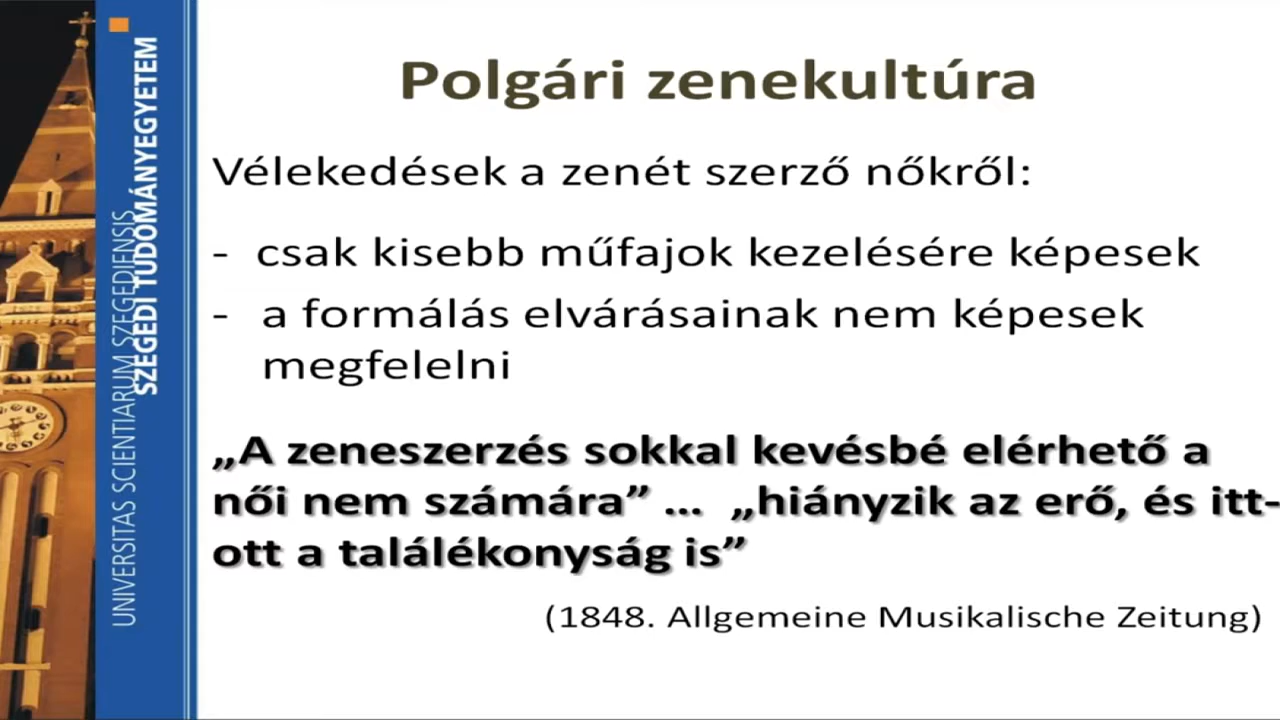 UNIVERSITAS SCIENTIARUM SZEGEDIENSIS
SZEGEDI TUDOMÁNYEGYETEM
Polgári zenekultúra
Vélekedések a zenét szerző nőkről:
- csak kisebb műfajok kezelésére képesek
- a formálás elvárásainak nem képesek
megfelelni
„A zeneszerzés sokkal kevésbé elérhető a
női nem számára” ... „hiányzik az erő, és itt-
ott a találékonyság is”
(1848. Allgemeine Musikalische Zeitung)